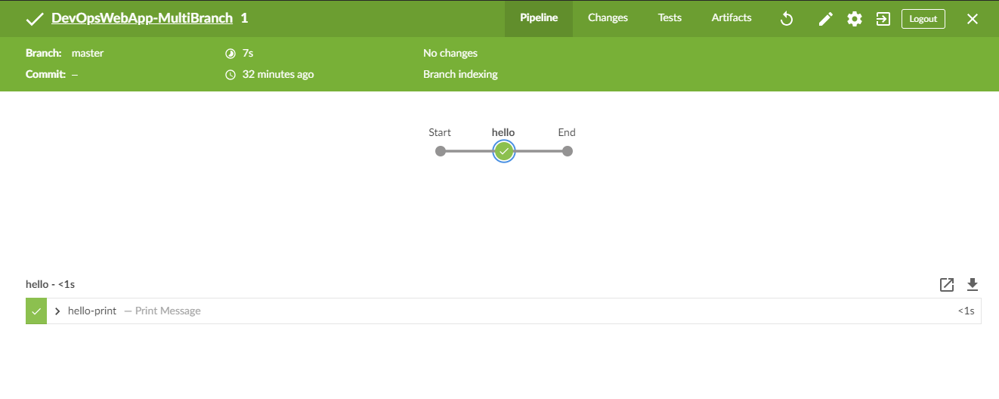 DevOpsWebApp-MultiBranch 1 Pipeline Changes Tests Artifacts Logout
Branch: master 7s No changes
Commit: – 32 minutes ago Branch indexing
Start hello End
hello - <1s
hello-print — Print Message <1s